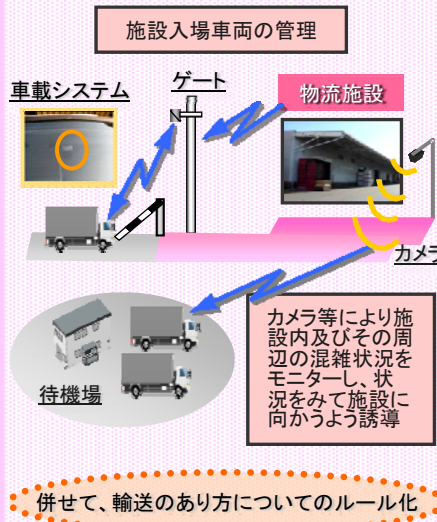 施設入場車両の管理
車載システム
ゲート
物流施設
カメラ
待機場
カメラ等により施
設内及びその周
辺の混雑状況を
モニターし、状
況をみて施設に
向かうよう誘導
併せて、輸送のあり方についてのルール化